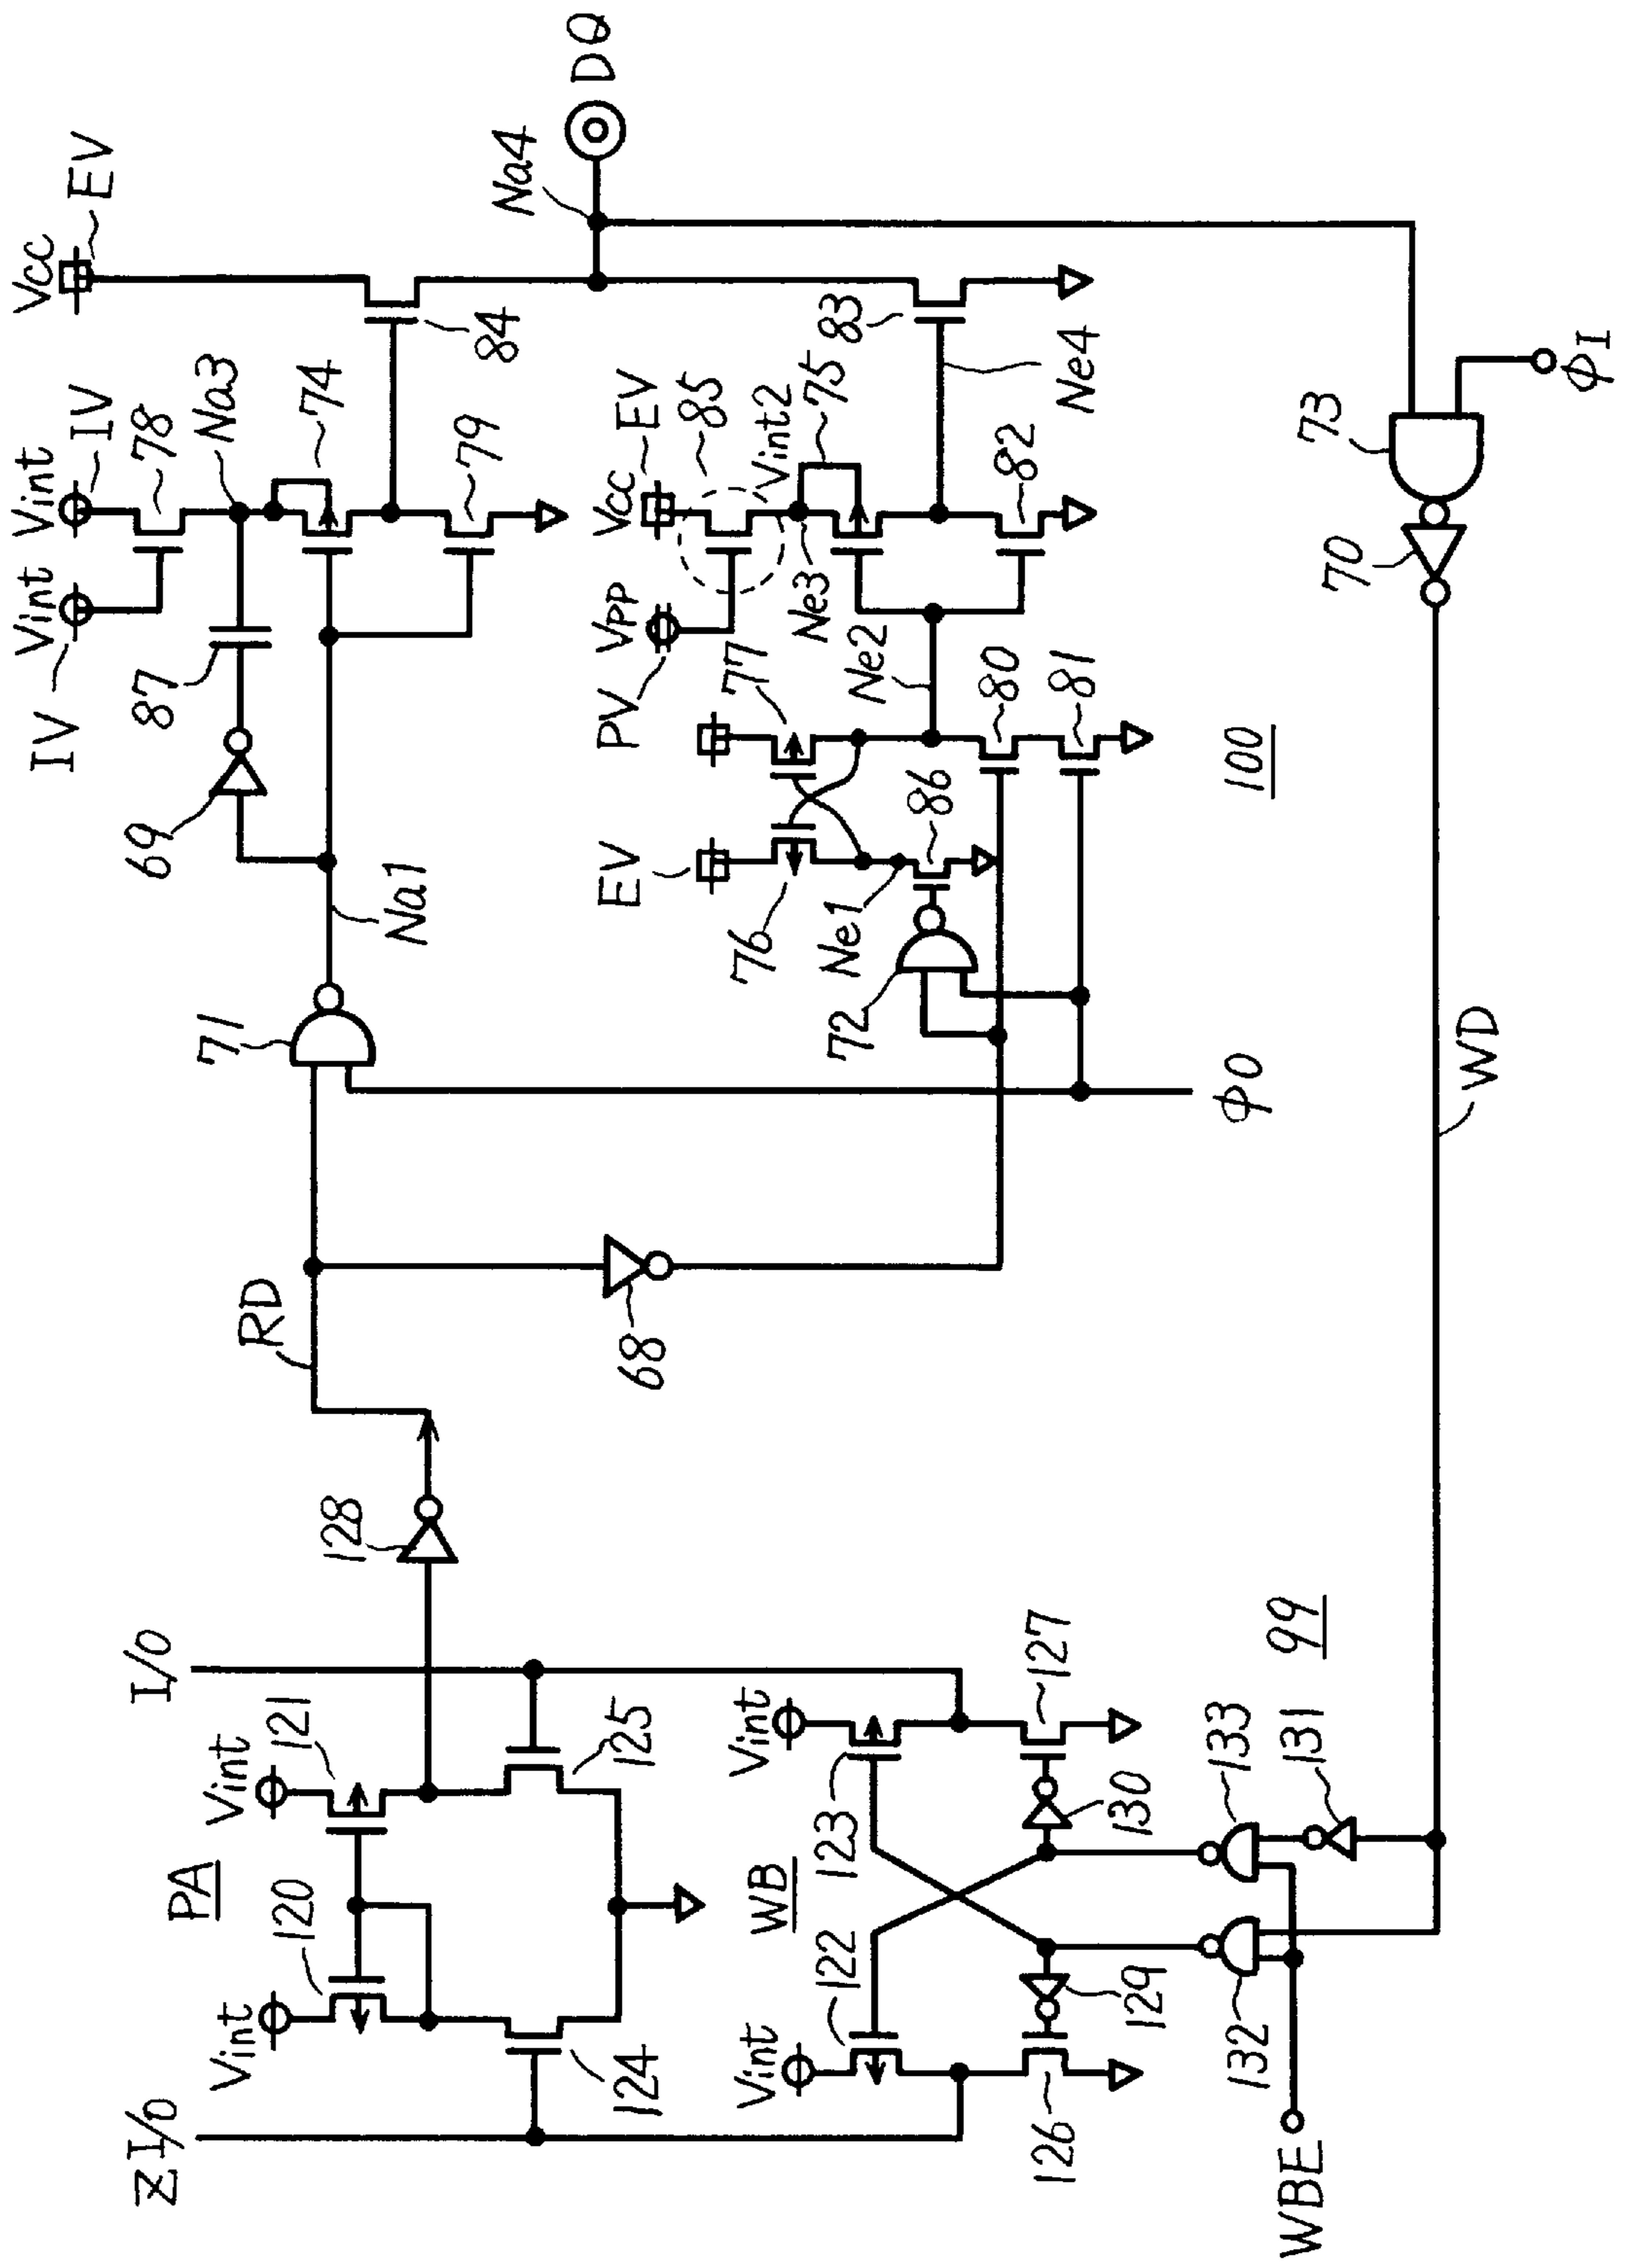 Vcc
EV
Vint
IV
Vint
IV
78
Na3
74
84
79
87
69
Na1
71
Na4
DQ
Vcc
EV
85
Vint2
75
VPP
PV
Ne3
83
Ne4
82
Ne2
77
EV
76
Ne1
86
80
81
72
100
73
ΦI
70
WD
ΦO
RD
68
128
I/O
ZI/O
PA
Vint
121
Vint
120
125
124
WB
Vint
123
Vint
122
127
126
130
129
99
133
131
132
WBE